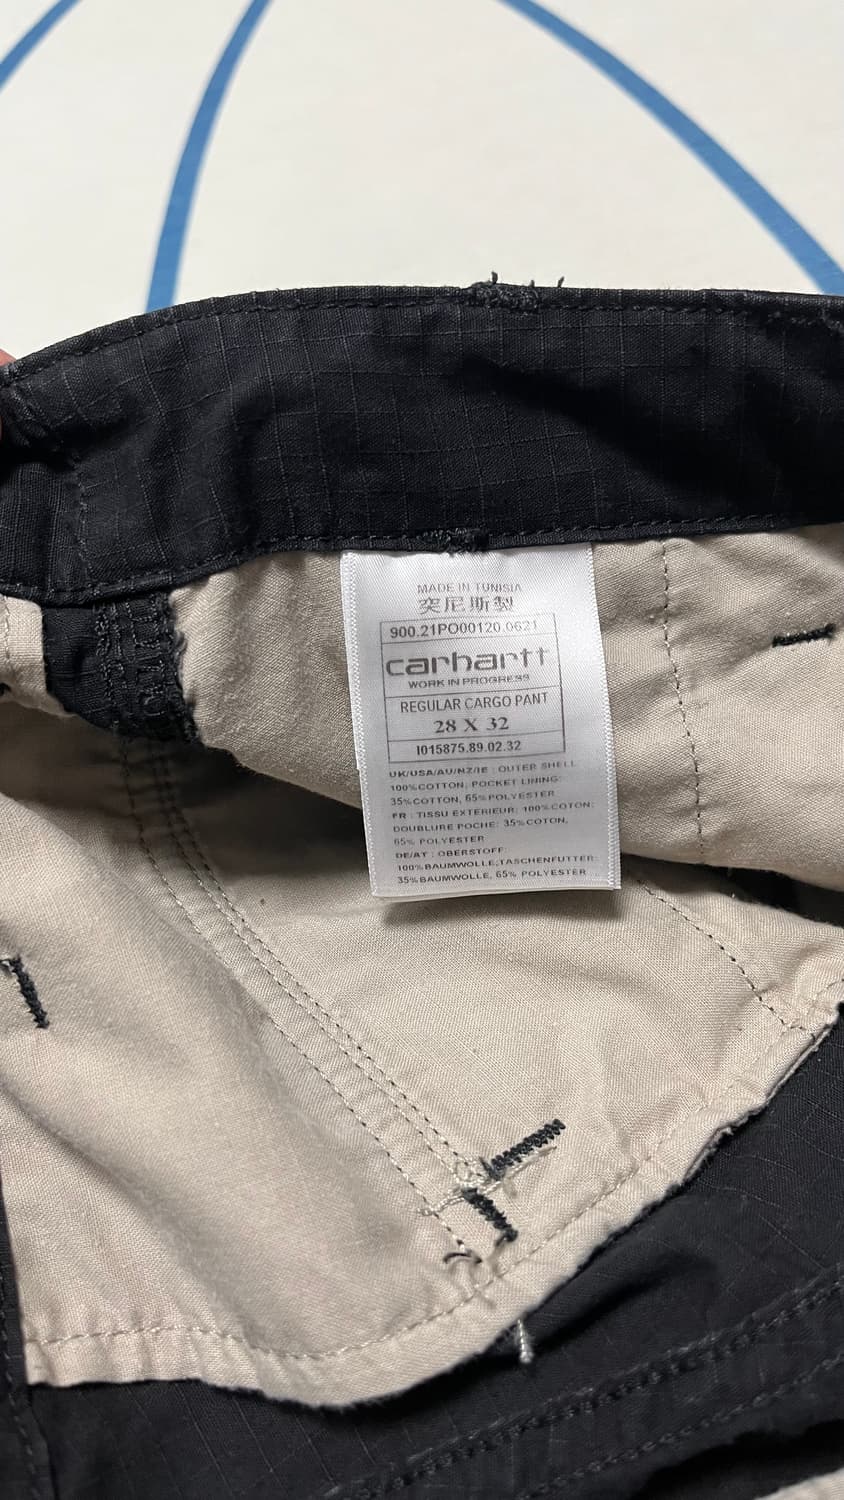 MADE IN TUNISIA
突尼斯製
900.21PO00120.0621
carhartt
WORK IN PROGRESS
REGULAR CARGO PANT
28 X 32
I015875.89.02.32
UK/USA/AU/NZ/IE : OUTER SHELL
100%COTTON, POCKET LINING:
35%COTTON, 65%POLYESTER
FR : TISSU EXTÉRIEUR: 100%COTON:
DOUBLURE POCHE: 35%COTON,
65% POLYESTER
DE/AT : OBERSTOFF:
100%BAUMWOLLE,TASCHENFUTTER:
35%BAUMWOLLE, 65% POLYESTER